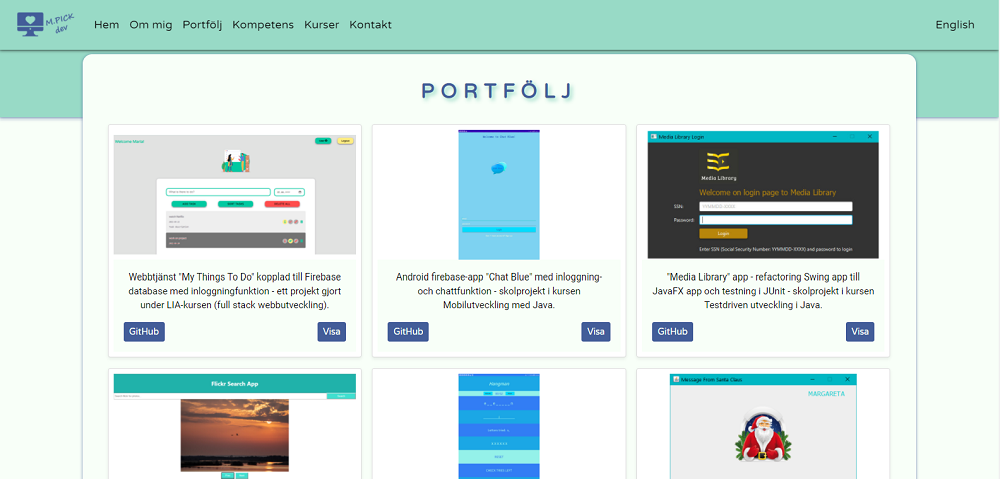 M.PICK
dev
Hem Om mig Portfölj Kompetens Kurser Kontakt
English
PORTFÖLJ
Welcome Maria!
Webbtjänst "My Things To Do" kopplad till Firebase
database med inloggningfunktion - ett projekt gjort
under LIA-kursen (full stack webbutveckling).
GitHub Visa
Android firebase-app "Chat Blue" med inloggning-
och chattfunktion - skolprojekt i kursen
Mobilutveckling med Java.
GitHub Visa
Media Library Login
Media Library
Welcome on login page to Media Library
SSN:
YYMMDD-XXXX
Password:
Login
Enter SSN (Social Security Number: YYMMDD-XXXX) and password to login
"Media Library" app - refactoring Swing app till
JavaFX app och testning i JUnit - skolprojekt i kursen
Testdriven utveckling i Java.
GitHub Visa
Flickr Search App
Hangman
Message From Santa Claus
MARGARETA